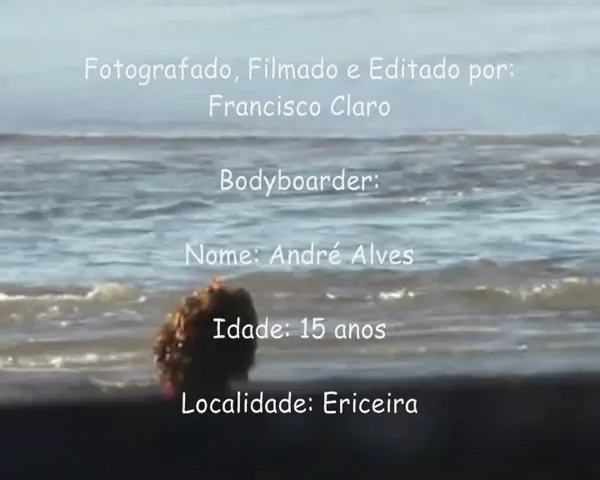 Fotografado, Filmado e Editado por:
Francisco Claro
Bodyboarder:
Nome: André Alves
Idade: 15 anos
Localidade: Ericeira